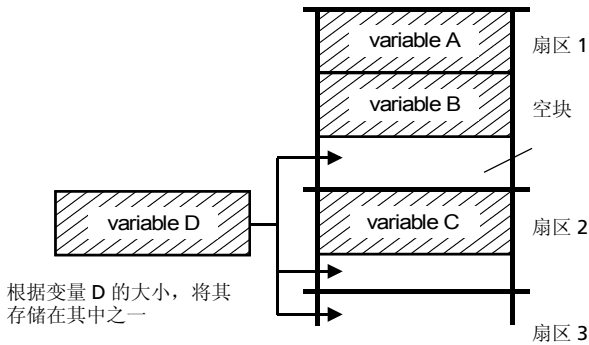 variable A
扇区 1
variable B
空块
variable D
variable C
扇区 2
根据变量 D 的大小，将其
存储在其中之一
扇区 3